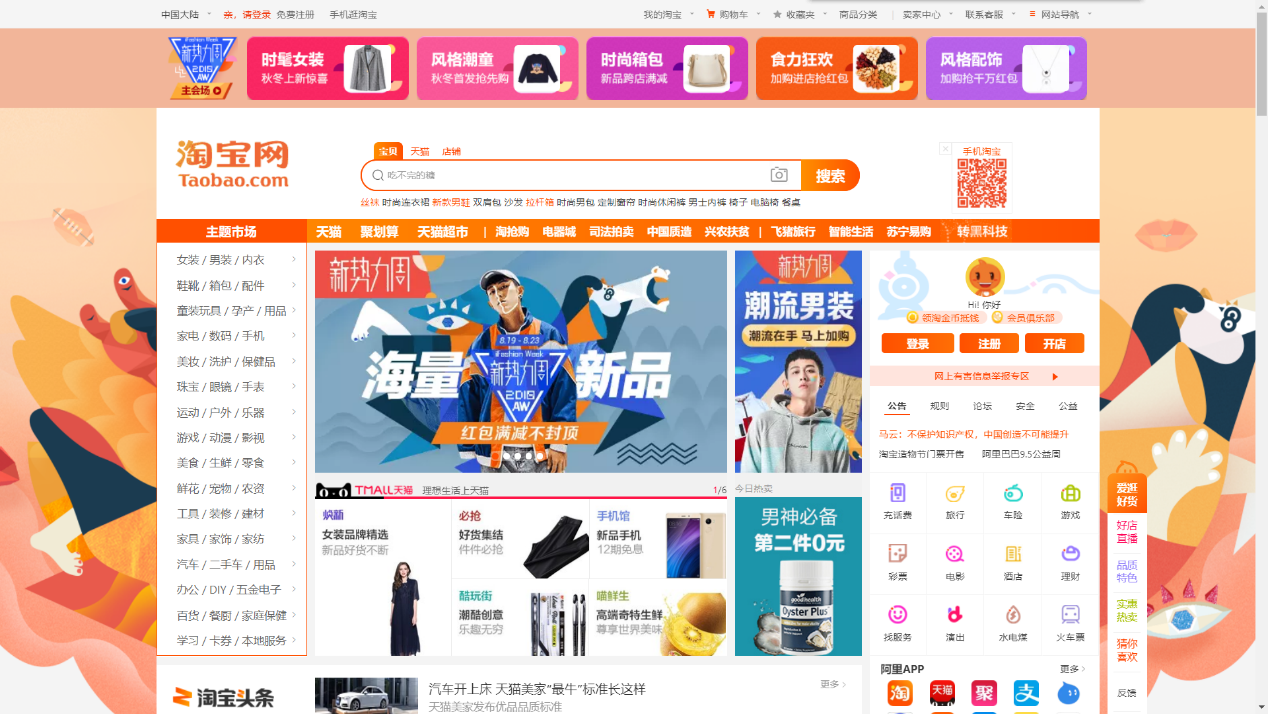 中国大陆 亲，请登录 免费注册 手机逛淘宝 我的淘宝 购物车 收藏夹 商品分类 卖家中心 联系客服 网站导航
iFashion Week 新势力周 2015 AW 主会场
时髦女装 秋冬上新惊喜
风格潮童 秋冬首发抢先购
时尚箱包 新品跨店满减
食力狂欢 加购进店抢红包
风格配饰 加购抢千万红包
淘宝网
Taobao.com
宝贝 天猫 店铺
吃不完的糖 搜索
丝袜 时尚连衣裙 新款男鞋 双肩包 沙发 拉杆箱 时尚男包 定制窗帘 时尚休闲裤 男士内裤 椅子 电脑椅 餐桌
手机淘宝
主题市场 天猫 聚划算 天猫超市 | 淘抢购 电器城 司法拍卖 中国质造 兴农扶贫 | 飞猪旅行 智能生活 苏宁易购 转黑科技
女装 / 男装 / 内衣
鞋靴 / 箱包 / 配件
童装玩具 / 孕产 / 用品
家电 / 数码 / 手机
美妆 / 洗护 / 保健品
珠宝 / 眼镜 / 手表
运动 / 户外 / 乐器
游戏 / 动漫 / 影视
美食 / 生鲜 / 零食
鲜花 / 宠物 / 农资
工具 / 装修 / 建材
家具 / 家饰 / 家纺
汽车 / 二手车 / 用品
办公 / DIY / 五金电子
百货 / 餐厨 / 家庭保健
学习 / 卡券 / 本地服务
新势力周
8.19 - 8.23
iFashion Week
海量 新势力周 新品
2015
AW
红包满减不封顶
新势力周
潮流男装
潮流在手 马上加购
Hi! 你好
领淘金币抵钱 会员俱乐部
登录 注册 开店
网上有害信息举报专区
公告 规则 论坛 安全 公益
马云：不保护知识产权，中国创造不可能提升
淘宝造物节门票开售 阿里巴巴9.5公益周
TMALL天猫 理想生活上天猫 1/6
焕新
女装品牌精选
新品好货不断
必抢
好货集结
件件必抢
手机馆
新品手机
12期免息
酷玩街
潮酷创意
乐趣无穷
喵鲜生
高端奇特生鲜
尊享世界美味
今日热卖
男神必备
第二件0元
goodhealth
Oyster Plus
充话费 旅行 车险 游戏
彩票 电影 酒店 理财
找服务 演出 水电煤 火车票
阿里APP 更多
淘 天猫 聚 支
爱逛
好货
好店
直播
品质
特色
实惠
热卖
猜你
喜欢
反馈
淘宝头条
汽车开上床 天猫美家“最牛”标准长这样 更多
天猫美家发布优品品质标准